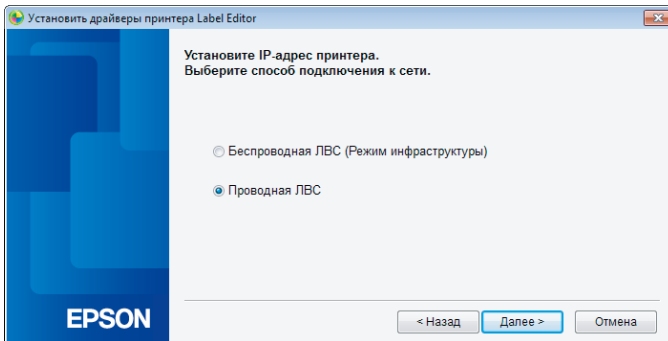 Установить драйверы принтера Label Editor
Установите IP-адрес принтера.
Выберите способ подключения к сети.
Беспроводная ЛВС (Режим инфраструктуры)
Проводная ЛВС
EPSON
< Назад
Далее >
Отмена